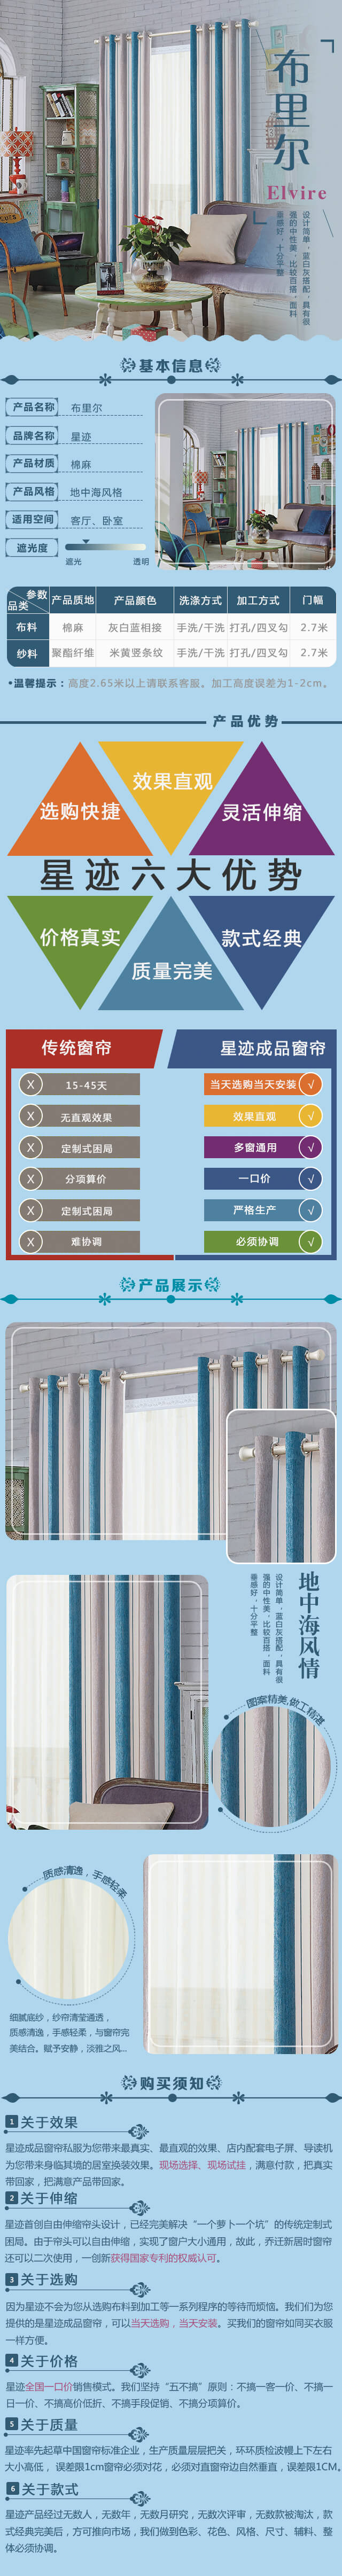 布里尔
Elvire
设计简单，蓝白灰搭配，具有很
强的中性美，比较百搭，面料
垂感好，十分平整
基本信息
产品名称 布里尔
品牌名称 星迹
产品材质 棉麻
产品风格 地中海风格
适用空间 客厅、卧室
遮光度
遮光 透明
参数
品类 产品质地 产品颜色 洗涤方式 加工方式 门幅
布料 棉麻 灰白蓝相接 手洗/干洗 打孔/四叉勾 2.7米
纱料 聚酯纤维 米黄竖条纹 手洗/干洗 打孔/四叉勾 2.7米
•温馨提示：高度2.65米以上请联系客服。加工高度误差为1-2cm。
产品优势
选购快捷 效果直观 灵活伸缩
星迹六大优势
价格真实 质量完美 款式经典
传统窗帘 星迹成品窗帘
X 15-45天 当天选购当天安装 √
X 无直观效果 效果直观 √
X 定制式困局 多窗通用 √
X 分项算价 一口价 √
X 定制式困局 严格生产 √
X 难协调 必须协调 √
产品展示
地中海风情
设计简单，蓝白灰搭配，具有很
强的中性美，比较百搭，面料
垂感好，十分平整
图案精美,做工精湛
质感清逸，手感轻柔
细腻底纱，纱帘清莹通透，
质感清逸，手感轻柔，与窗帘完
美结合。赋予安静，淡雅之风...
购买须知
1 关于效果
星迹成品窗帘私服为您带来最真实、最直观的效果、店内配套电子屏、导读机
为您带来身临其境的居室换装效果。现场选择、现场试挂，满意付款，把真实
带回家，把满意产品带回家。
2 关于伸缩
星迹首创自由伸缩帘头设计，已经完美解决“一个萝卜一个坑”的传统定制式
困局。由于帘头可以自由伸缩，实现了窗户大小通用，故此，乔迁新居时窗帘
还可以二次使用，一创新获得国家专利的权威认可。
3 关于选购
因为星迹不会为您从选购布料到加工等一系列程序的等待而烦恼。我们们为您
提供的是星迹成品窗帘，可以当天选购，当天安装。买我们的窗帘如同买衣服
一样方便。
4 关于价格
星迹全国一口价销售模式。我们坚持“五不搞”原则：不搞一客一价、不搞一
日一价、不搞高价低折、不搞手段促销、不搞分项算价。
5 关于质量
星迹率先起草中国窗帘标准企业，生产质量层层把关，环环质检波幔上下左右
大小高低， 误差限1cm窗帘必须对花，必须对直窗帘边自然垂直，误差限1CM。
6 关于款式
星迹产品经过无数人，无数年，无数月研究，无数次评审，无数款被淘汰，款
式经典完美后，方可推向市场，我们做到色彩、花色、风格、尺寸、辅料、整
体必须协调。